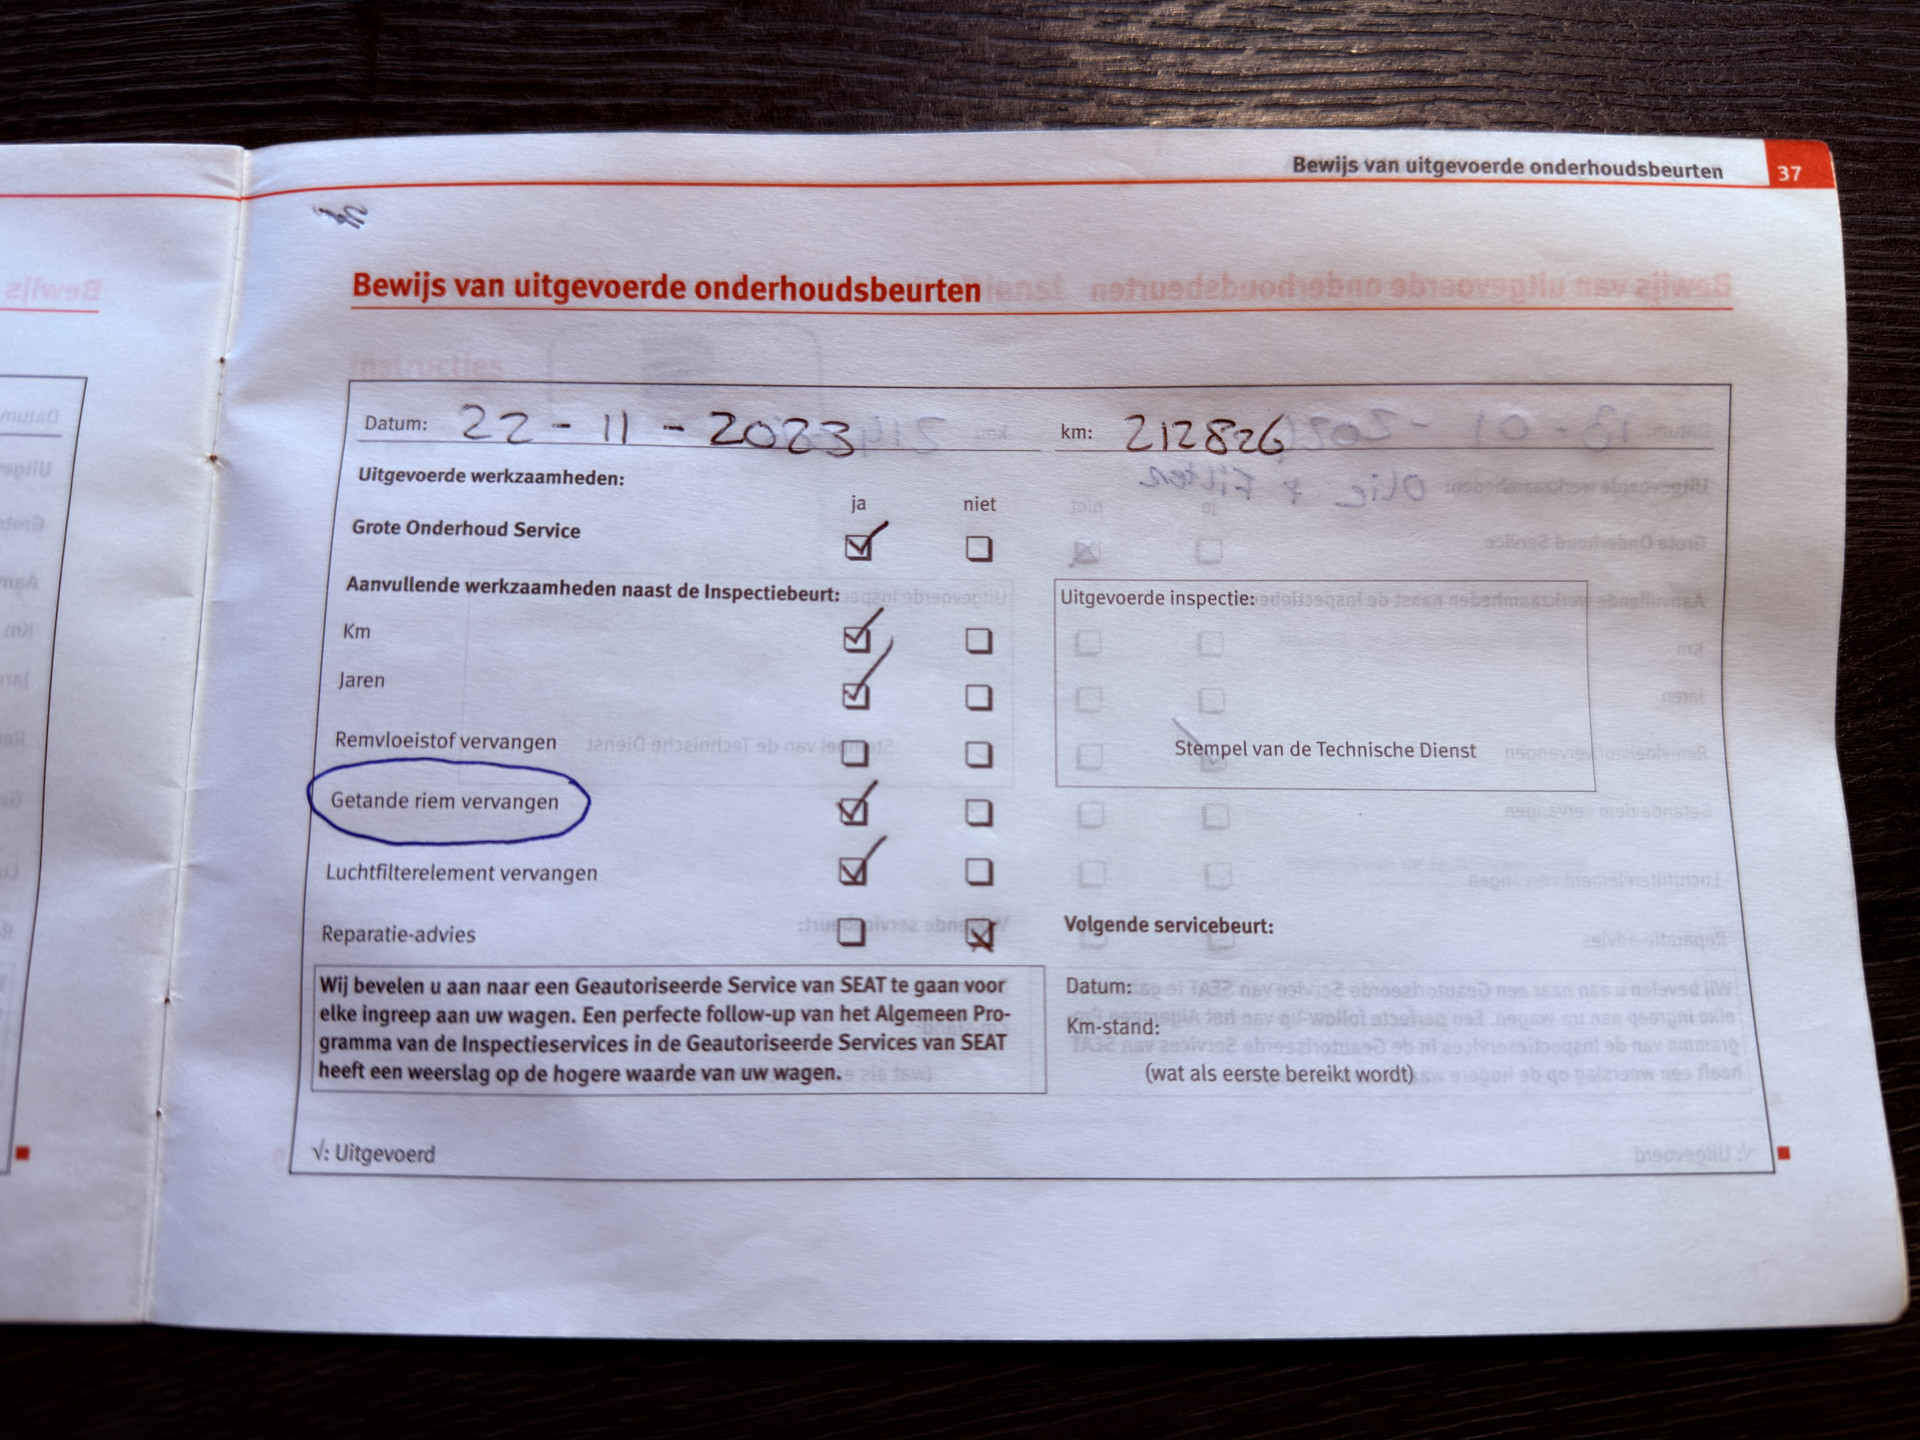 Bewijs van uitgevoerde onderhoudsbeurten 37
Bewijs van uitgevoerde onderhoudsbeurten
Datum: 22-11-2023 km: 212826
Uitgevoerde werkzaamheden:
ja niet
Grote Onderhoud Service
Aanvullende werkzaamheden naast de Inspectiebeurt:
Km
Jaren
Remvloeistof vervangen
Getande riem vervangen
Luchtfilterelement vervangen
Reparatie-advies
Uitgevoerde inspectie:
Stempel van de Technische Dienst
Wij bevelen u aan naar een Geautoriseerde Service van SEAT te gaan voor
elke ingreep aan uw wagen. Een perfecte follow-up van het Algemeen Pro-
gramma van de Inspectieservices in de Geautoriseerde Services van SEAT
heeft een weerslag op de hogere waarde van uw wagen.
Volgende servicebeurt:
Datum:
Km-stand:
(wat als eerste bereikt wordt)
√: Uitgevoerd